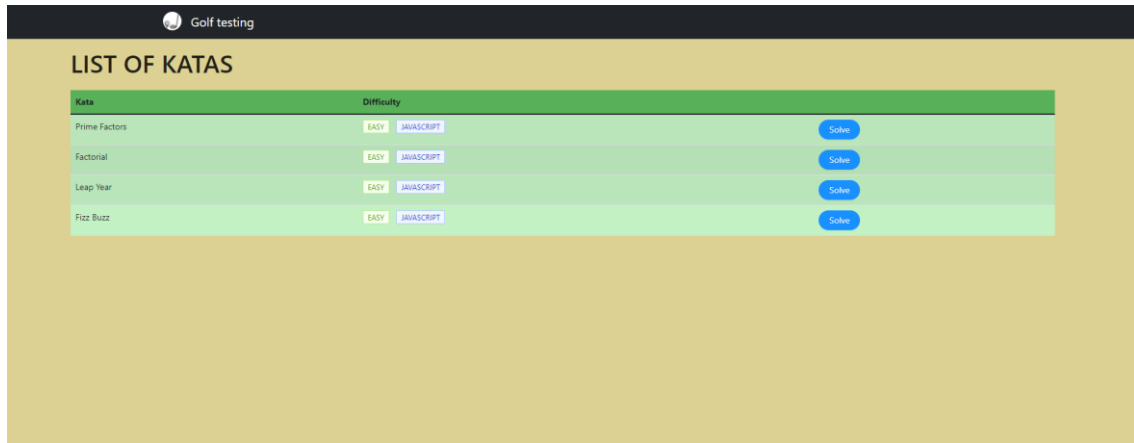 Golf testing
LIST OF KATAS
Kata Difficulty
Prime Factors EASY JAVASCRIPT Solve
Factorial EASY JAVASCRIPT Solve
Leap Year EASY JAVASCRIPT Solve
Fizz Buzz EASY JAVASCRIPT Solve